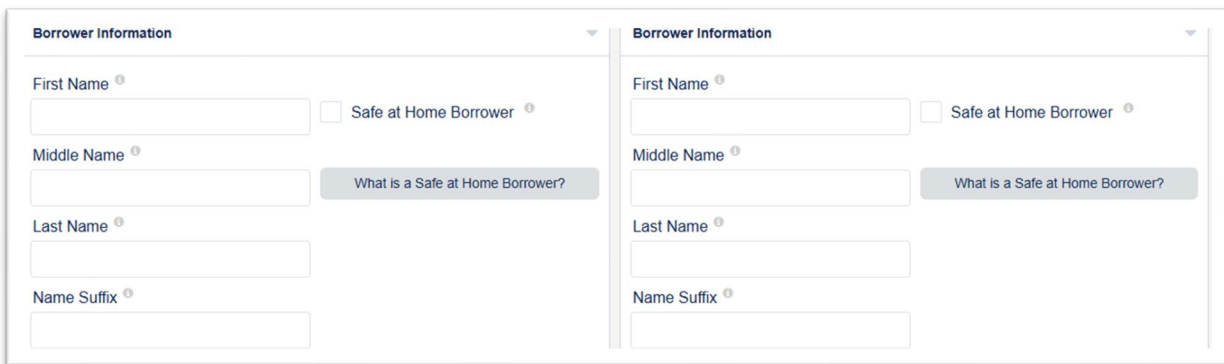 Borrower Information
First Name
Safe at Home Borrower
Middle Name
What is a Safe at Home Borrower?
Last Name
Name Suffix
Borrower Information
First Name
Safe at Home Borrower
Middle Name
What is a Safe at Home Borrower?
Last Name
Name Suffix